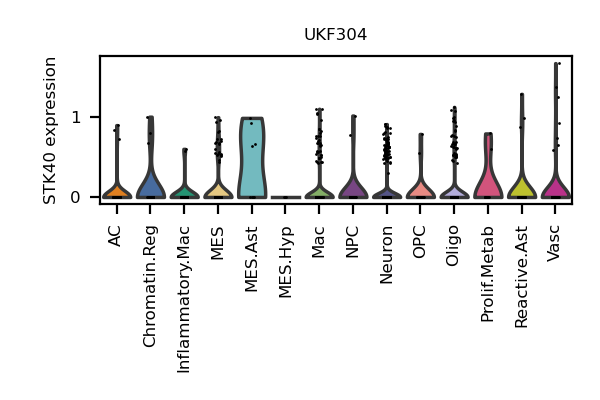 UKF304
STK40 expression
1
0
AC
Chromatin.Reg
Inflammatory.Mac
MES
MES.Ast
MES.Hyp
Mac
NPC
Neuron
OPC
Oligo
Prolif.Metab
Reactive.Ast
Vasc